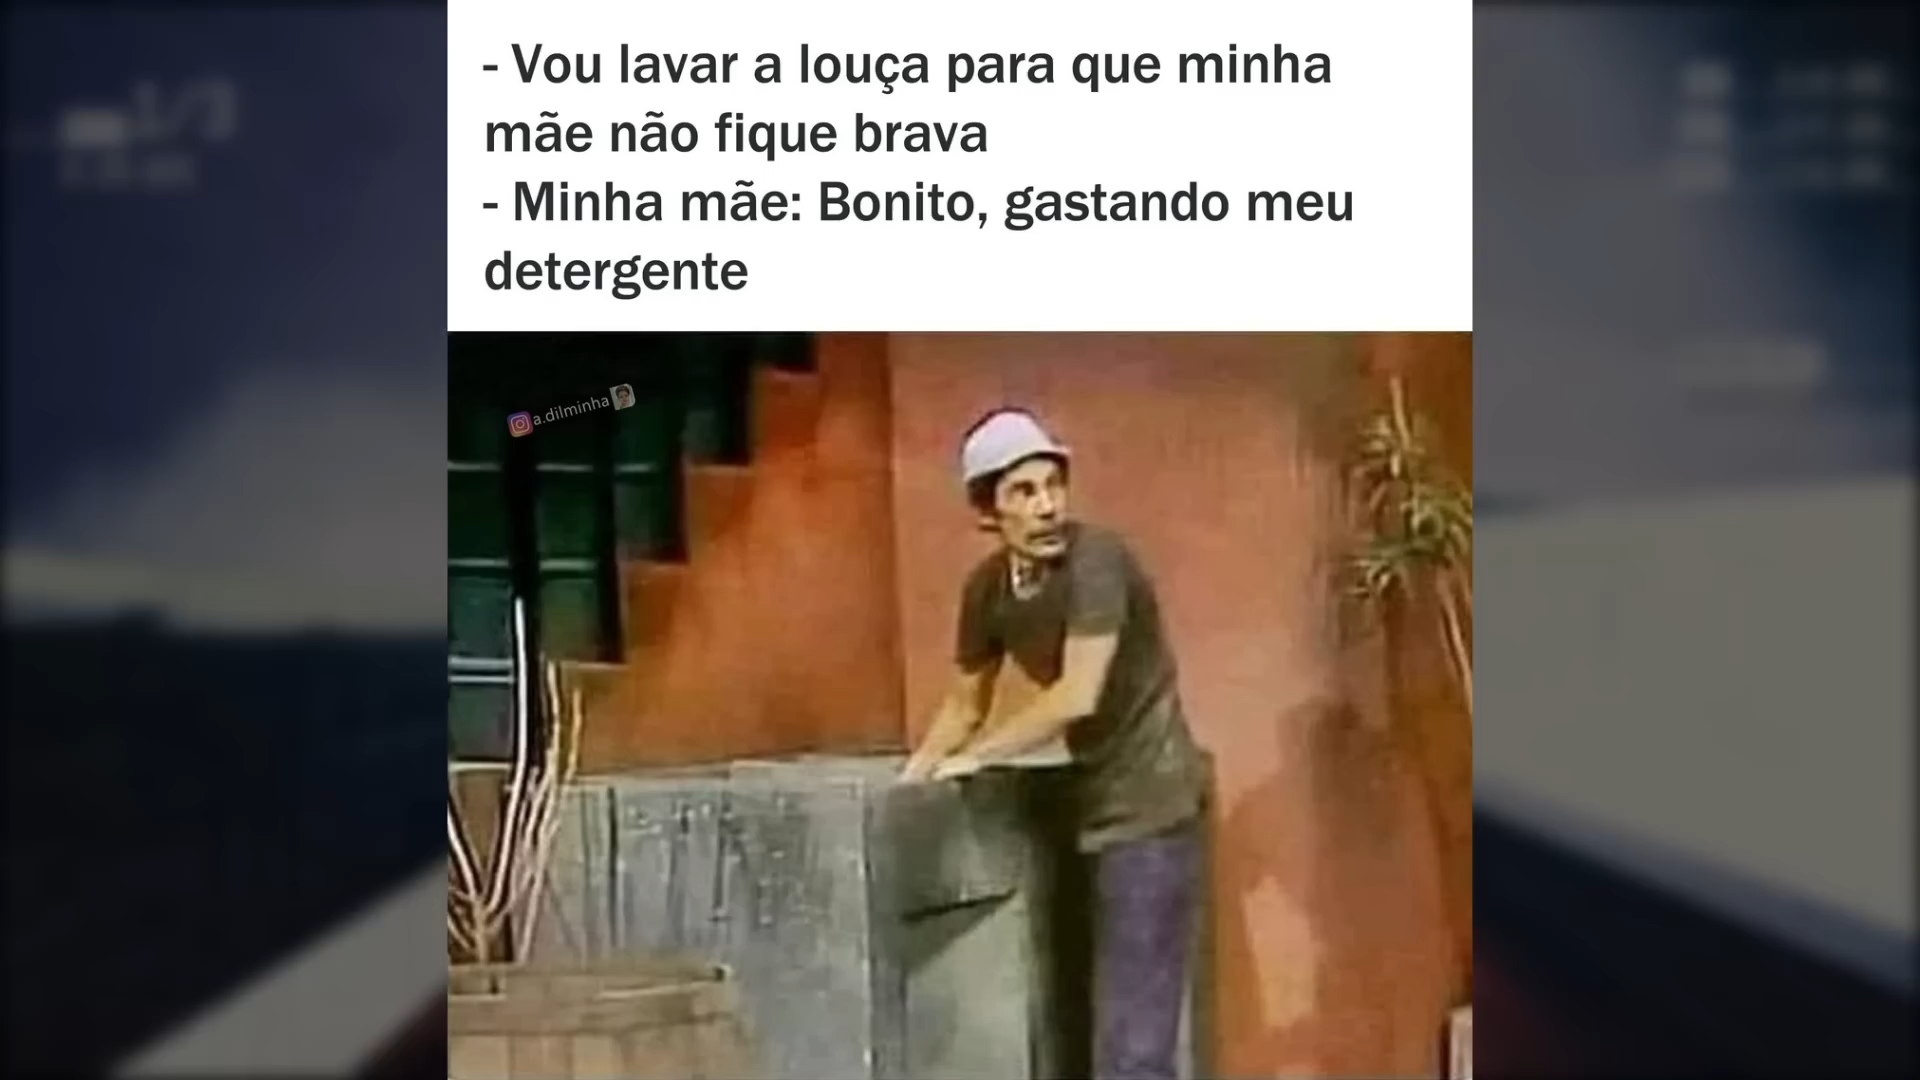 - Vou lavar a louça para que minha
mãe não fique brava
- Minha mãe: Bonito, gastando meu
detergente
a.dilminha